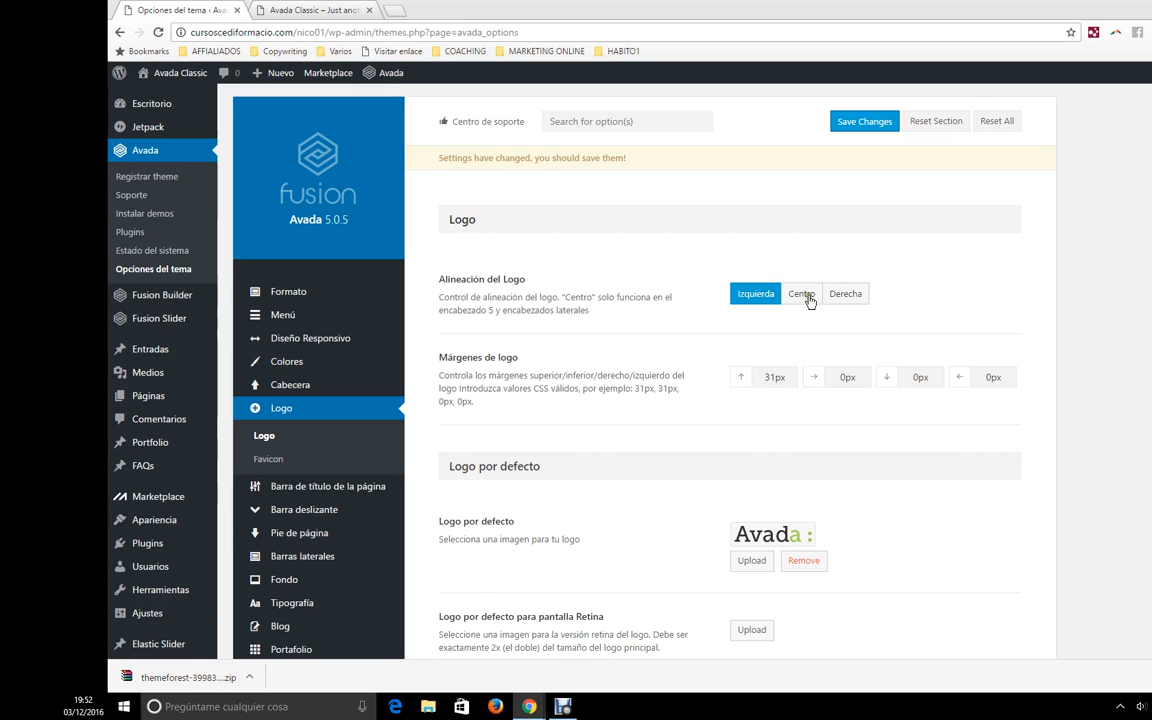 Opciones del tema ‹ Ava
Avada Classic – Just anot
cursoscediformacio.com/nico01/wp-admin/themes.php?page=avada_options
Bookmarks
AFFIALIADOS
Copywriting
Varios
Visitar enlace
COACHING
MARKETING ONLINE
HABITO1
Avada Classic
0
Nuevo
Marketplace
Avada
Escritorio
Jetpack
Avada
Registrar theme
Soporte
Instalar demos
Plugins
Estado del sistema
Opciones del tema
Fusion Builder
Fusion Slider
Entradas
Medios
Páginas
Comentarios
Portfolio
FAQs
Marketplace
Apariencia
Plugins
Usuarios
Herramientas
Ajustes
Elastic Slider
fusion
Avada 5.0.5
Formato
Menú
Diseño Responsivo
Colores
Cabecera
Logo
Logo
Favicon
Barra de título de la página
Barra deslizante
Pie de página
Barras laterales
Fondo
Aa Tipografía
Blog
Portafolio
Centro de soporte
Search for option(s)
Save Changes
Reset Section
Reset All
Settings have changed, you should save them!
Logo
Alineación del Logo
Control de alineación del logo. "Centro" solo funciona en el
encabezado 5 y encabezados laterales
Izquierda
Centro
Derecha
Márgenes de logo
Controla los márgenes superior/inferior/derecho/izquierdo del
logo Introduzca valores CSS válidos, por ejemplo: 31px, 31px,
0px, 0px.
31px
0px
0px
0px
Logo por defecto
Logo por defecto
Selecciona una imagen para tu logo
Avada :
Upload
Remove
Logo por defecto para pantalla Retina
Seleccione una imagen para la versión retina del logo. Debe ser
exactamente 2x (el doble) del tamaño del logo principal.
Upload
themeforest-39983....zip
19:52
03/12/2016
Pregúntame cualquier cosa